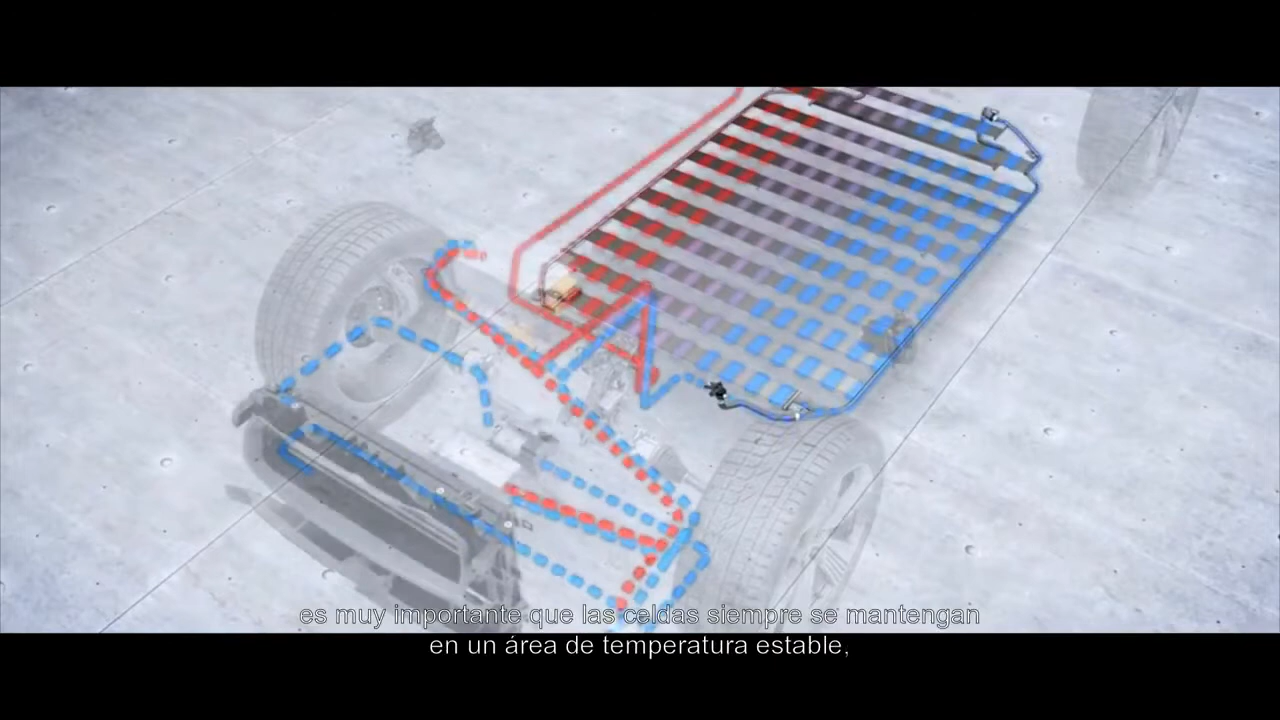 es muy importante que las celdas siempre se mantengan
en un área de temperatura estable,